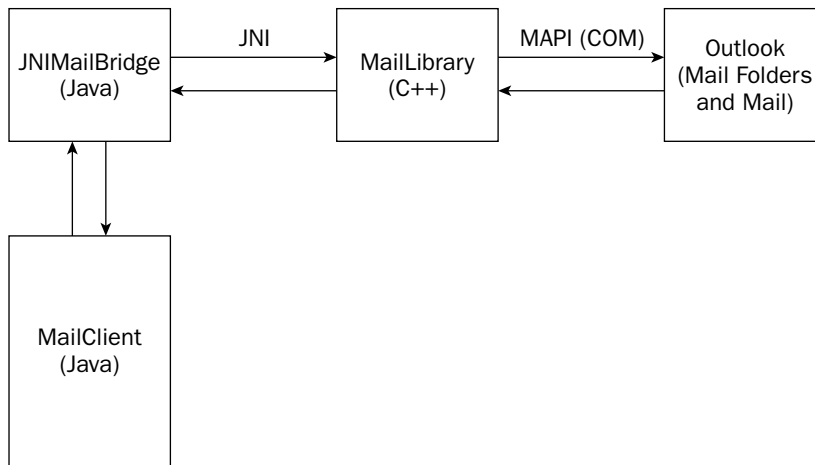 JNIMailBridge
(Java)
JNI
MailLibrary
(C++)
MAPI (COM)
Outlook
(Mail Folders
and Mail)
MailClient
(Java)